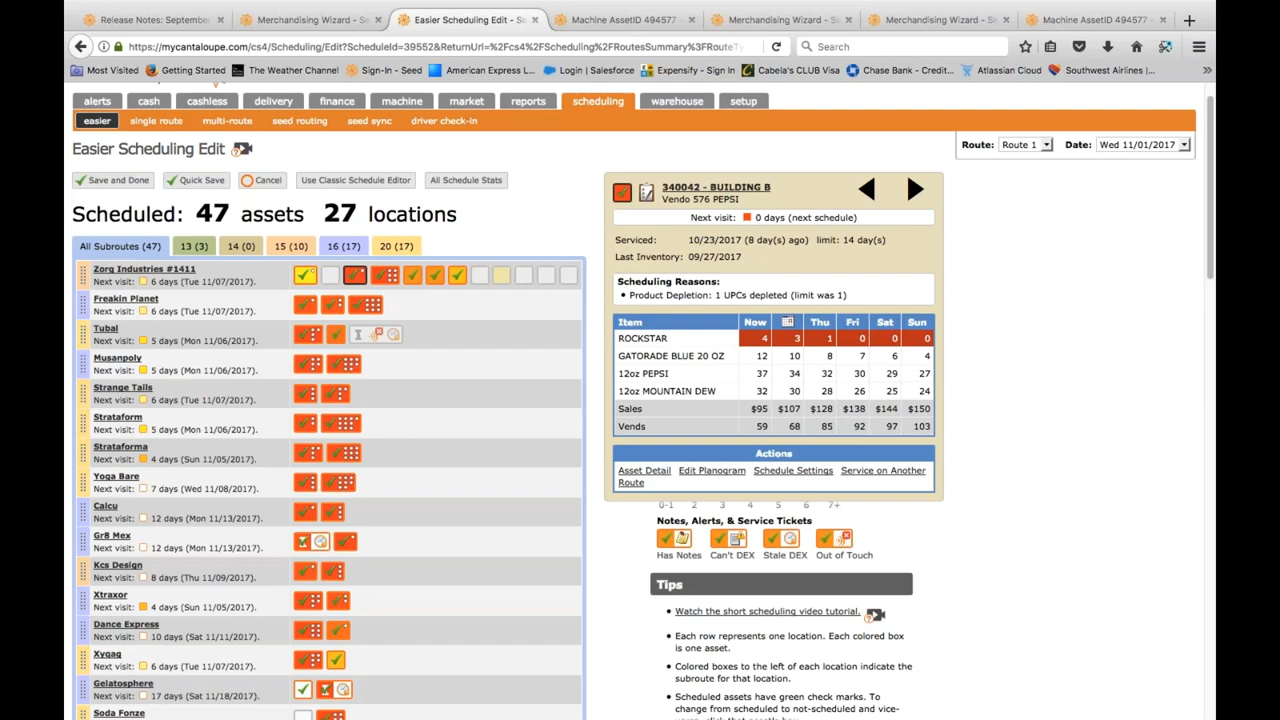 Release Notes: September
Merchandising Wizard - S
Easier Scheduling Edit - Se
Machine AssetID 494577 -
Merchandising Wizard - S
Merchandising Wizard - S
Machine AssetID 494577 -
https://mycantaloupe.com/cs4/Scheduling/Edit?ScheduleId=39552&ReturnUrl=%2Fcs4%2FScheduling%2FRoutesSummary%3FRouteTy
Search
Most Visited
Getting Started
The Weather Channel
Sign-In - Seed
American Express L...
Login | Salesforce
Expensify - Sign In
Cabela's CLUB Visa
Chase Bank - Credit...
Atlassian Cloud
Southwest Airlines |...
alerts cash cashless delivery finance machine market reports scheduling warehouse setup
easier single route multi-route seed routing seed sync driver check-in
Easier Scheduling Edit
Route: Route 1 Date: Wed 11/01/2017
Save and Done Quick Save Cancel Use Classic Schedule Editor All Schedule Stats
Scheduled: 47 assets 27 locations
All Subroutes (47) 13 (3) 14 (0) 15 (10) 16 (17) 20 (17)
Zorg Industries #1411
Next visit: 6 days (Tue 11/07/2017).
Freakin Planet
Next visit: 6 days (Tue 11/07/2017).
Tubal
Next visit: 5 days (Mon 11/06/2017).
Musanpoly
Next visit: 5 days (Mon 11/06/2017).
Strange Tails
Next visit: 6 days (Tue 11/07/2017).
Strataform
Next visit: 5 days (Mon 11/06/2017).
Strataforma
Next visit: 4 days (Sun 11/05/2017).
Yoga Bare
Next visit: 7 days (Wed 11/08/2017).
Calcu
Next visit: 12 days (Mon 11/13/2017).
Gr8 Mex
Next visit: 12 days (Mon 11/13/2017).
Kcs Design
Next visit: 8 days (Thu 11/09/2017).
Xtraxor
Next visit: 4 days (Sun 11/05/2017).
Dance Express
Next visit: 10 days (Sat 11/11/2017).
Xyqag
Next visit: 6 days (Tue 11/07/2017).
Gelatosphere
Next visit: 17 days (Sat 11/18/2017).
Soda Fonze
340042 - BUILDING B
Vendo 576 PEPSI
Next visit: 0 days (next schedule)
Serviced: 10/23/2017 (8 day(s) ago) limit: 14 day(s)
Last Inventory: 09/27/2017
Scheduling Reasons:
• Product Depletion: 1 UPCs depleted (limit was 1)
Item Now Thu Fri Sat Sun
ROCKSTAR 4 3 1 0 0 0
GATORADE BLUE 20 OZ 12 10 8 7 6 4
12oz PEPSI 37 34 32 30 29 27
12oz MOUNTAIN DEW 32 30 28 26 25 24
Sales $95 $107 $128 $138 $144 $150
Vends 59 68 85 92 97 103
Actions
Asset Detail Edit Planogram Schedule Settings Service on Another
Route
0-1 2 3 4 5 6 7+
Notes, Alerts, & Service Tickets
Has Notes Can't DEX Stale DEX Out of Touch
Tips
• Watch the short scheduling video tutorial.
• Each row represents one location. Each colored box
is one asset.
• Colored boxes to the left of each location indicate the
subroute for that location.
• Scheduled assets have green check marks. To
change from scheduled to not-scheduled and vice-